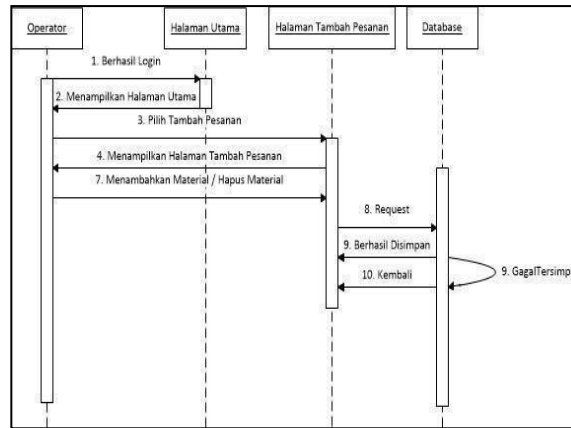 Operator
Halaman Utama
Halaman Tambah Pesanan
Database
1. Berhasil Login
2. Menampilkan Halaman Utama
3. Pilih Tambah Pesanan
4. Menampilkan Halaman Tambah Pesanan
7. Menambahkan Material / Hapus Material
8. Request
9. Berhasil Disimpan
9. GagalTersimp
10. Kembali